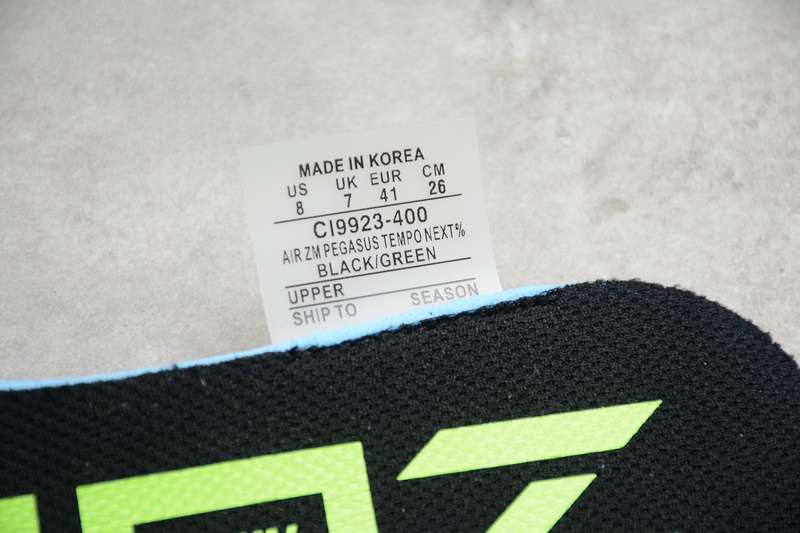 MADE IN KOREA
US UK EUR CM
8 7 41 26
CI9923-400
AIR ZM PEGASUS TEMPO NEXT%
BLACK/GREEN
UPPER
SHIP TO SEASON